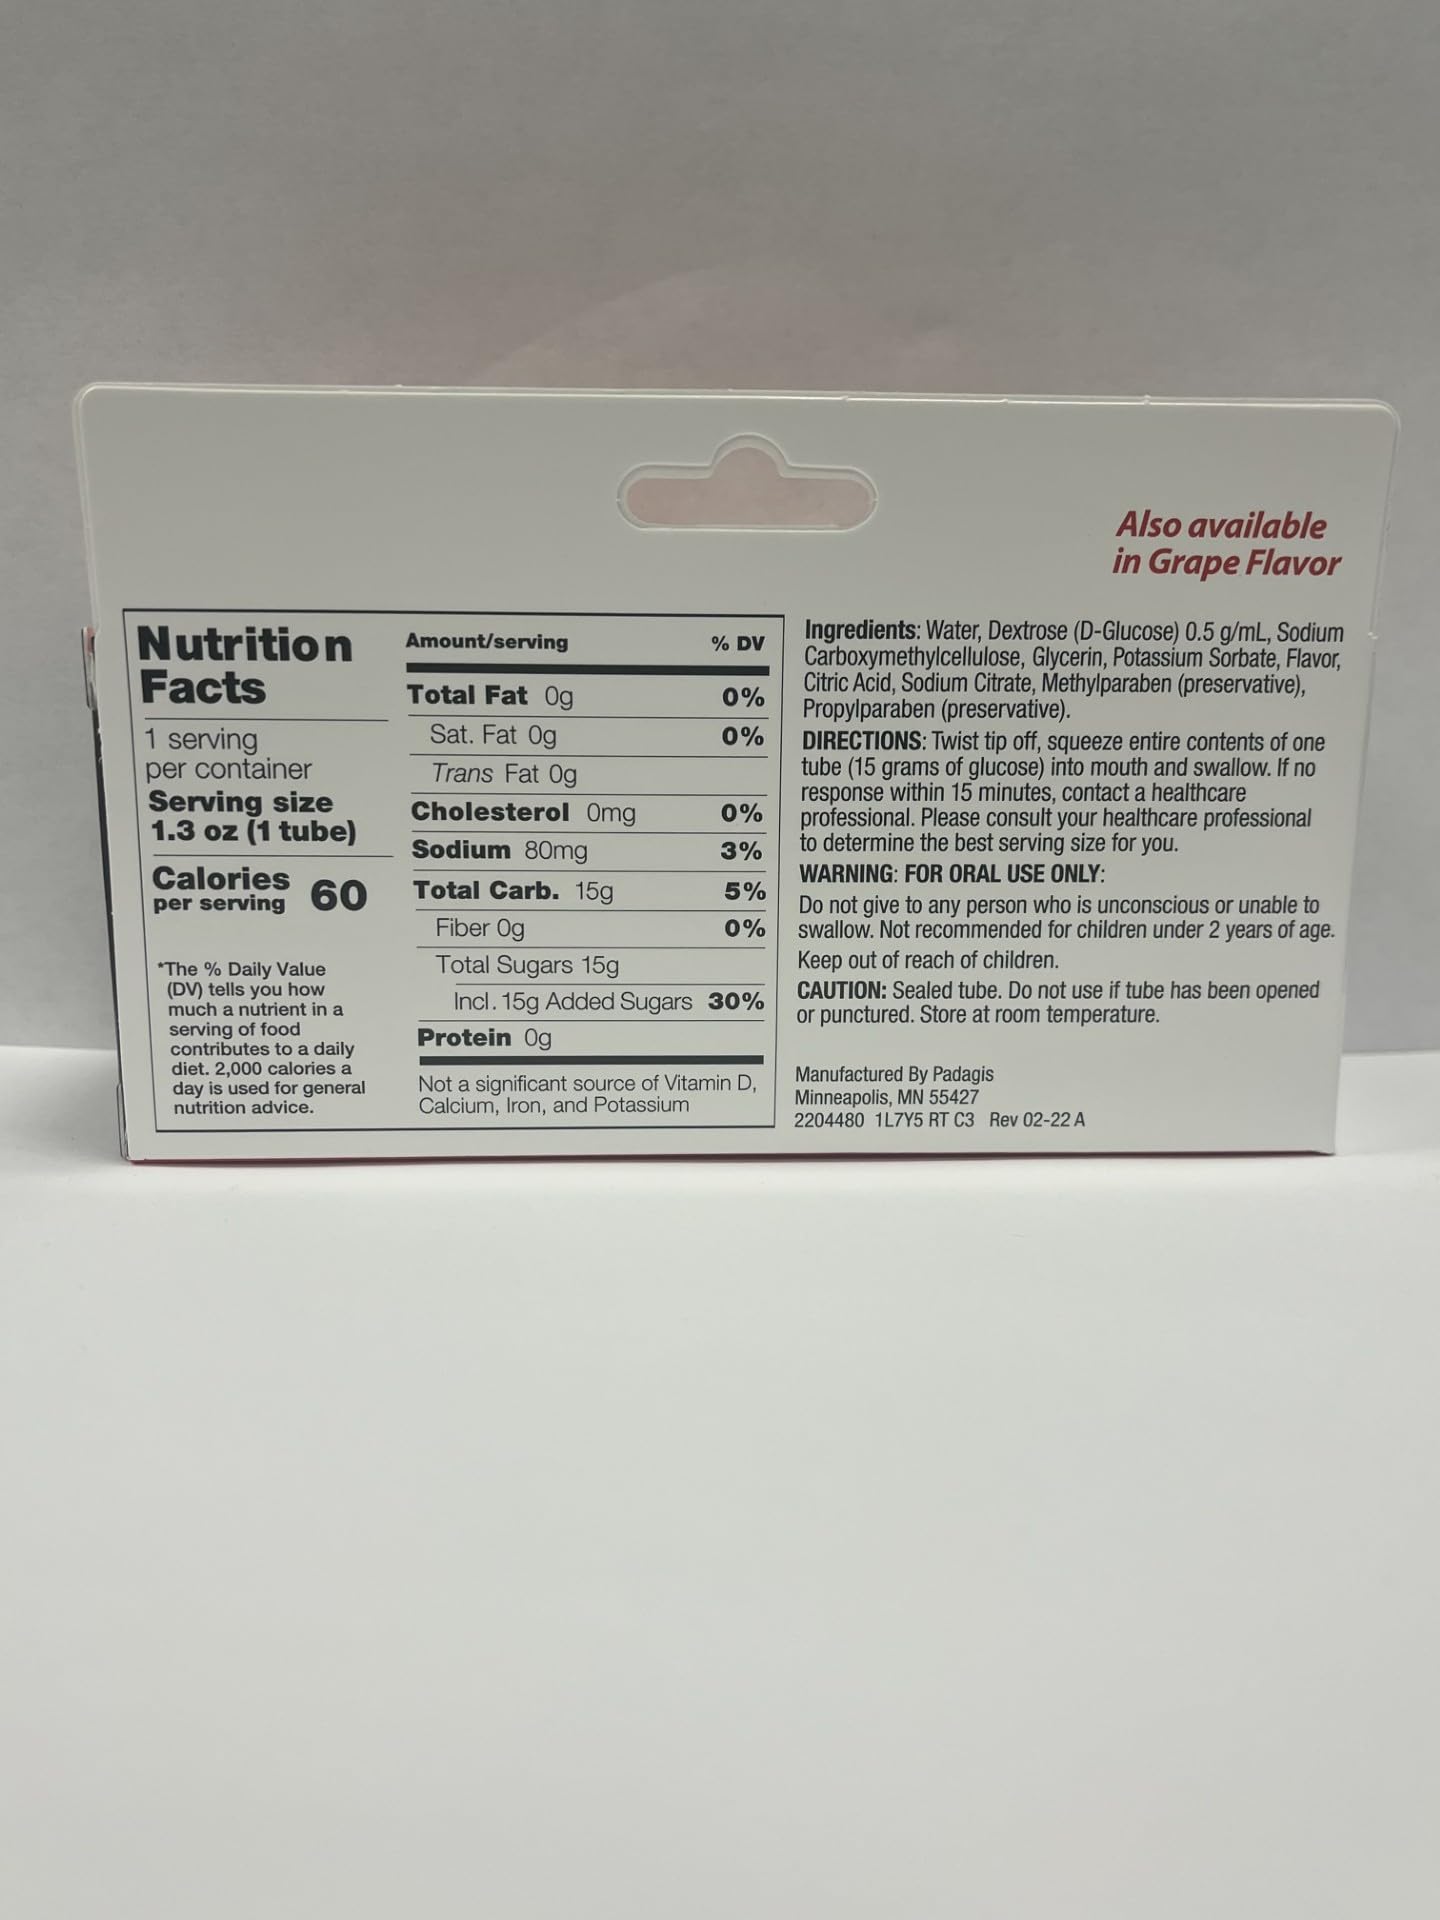 Also available
in Grape Flavor
Nutrition
Facts
1 serving
per container
Serving size
1.3 oz (1 tube)
Calories
per serving 60
*The % Daily Value
(DV) tells you how
much a nutrient in a
serving of food
contributes to a daily
diet. 2,000 calories a
day is used for general
nutrition advice.
Amount/serving % DV
Total Fat 0g 0%
Sat. Fat 0g 0%
Trans Fat 0g
Cholesterol 0mg 0%
Sodium 80mg 3%
Total Carb. 15g 5%
Fiber 0g 0%
Total Sugars 15g
Incl. 15g Added Sugars 30%
Protein 0g
Not a significant source of Vitamin D,
Calcium, Iron, and Potassium
Ingredients: Water, Dextrose (D-Glucose) 0.5 g/mL, Sodium
Carboxymethylcellulose, Glycerin, Potassium Sorbate, Flavor,
Citric Acid, Sodium Citrate, Methylparaben (preservative),
Propylparaben (preservative).
DIRECTIONS: Twist tip off, squeeze entire contents of one
tube (15 grams of glucose) into mouth and swallow. If no
response within 15 minutes, contact a healthcare
professional. Please consult your healthcare professional
to determine the best serving size for you.
WARNING: FOR ORAL USE ONLY:
Do not give to any person who is unconscious or unable to
swallow. Not recommended for children under 2 years of age.
Keep out of reach of children.
CAUTION: Sealed tube. Do not use if tube has been opened
or punctured. Store at room temperature.
Manufactured By Padagis
Minneapolis, MN 55427
2204480 1L7Y5 RT C3 Rev 02-22 A